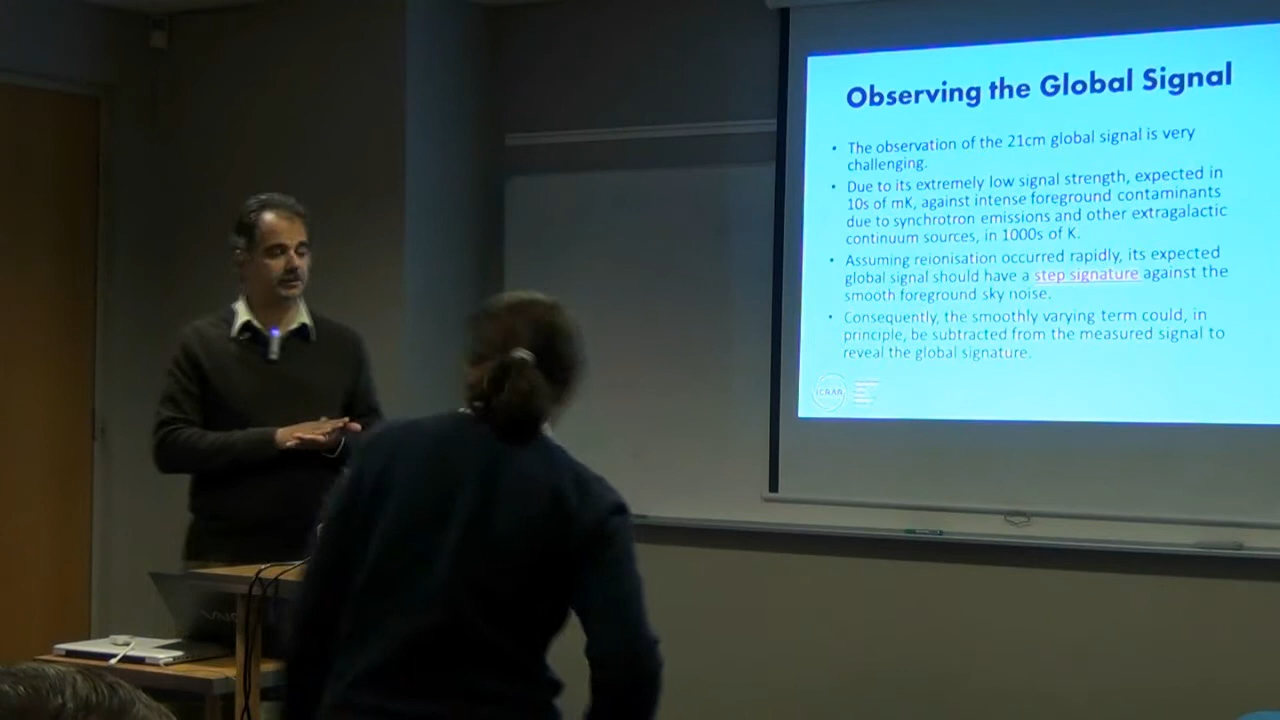 Observing the Global Signal
• The observation of the 21cm global signal is very
challenging.
• Due to its extremely low signal strength, expected in
10s of mK, against intense foreground contaminants
due to synchrotron emissions and other extragalactic
continuum sources, in 1000s of K.
• Assuming reionisation occurred rapidly, its expected
global signal should have a step signature against the
smooth foreground sky noise.
• Consequently, the smoothly varying term could, in
principle, be subtracted from the measured signal to
reveal the global signature.
ICRAR